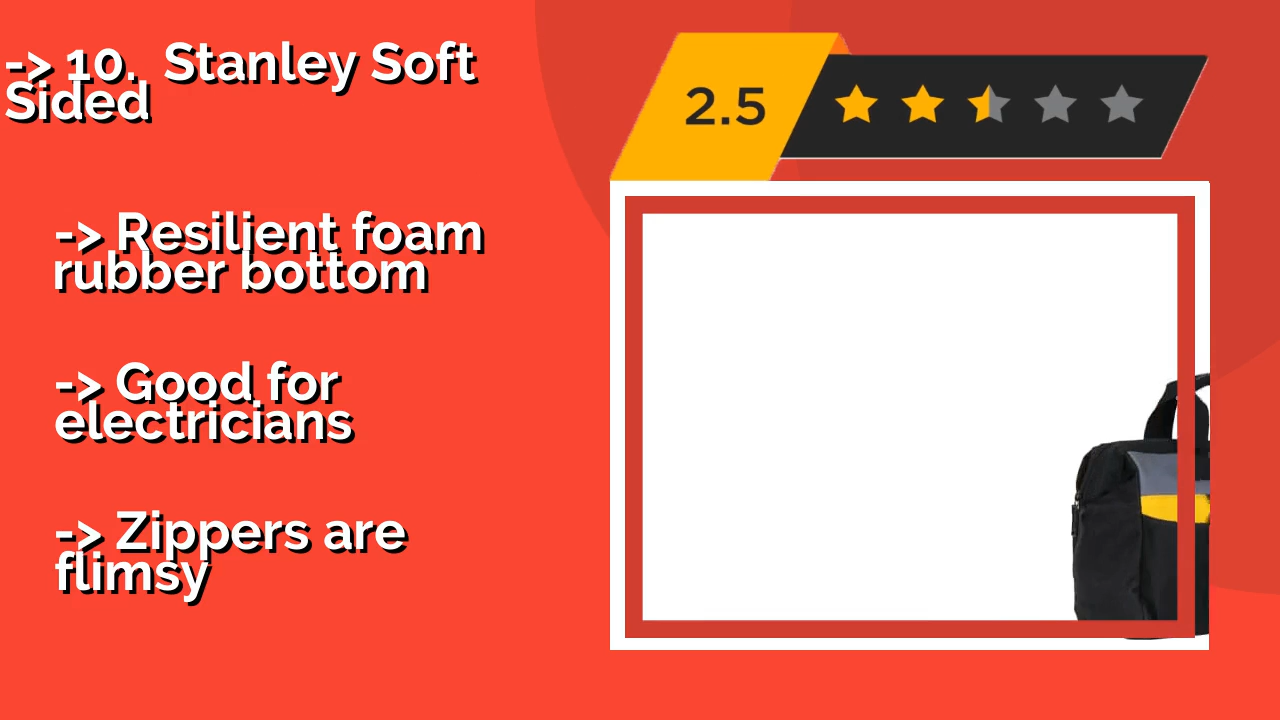 -> 10.  Stanley Soft
Sided
2.5
-> Resilient foam
rubber bottom
-> Good for
electricians
-> Zippers are
flimsy